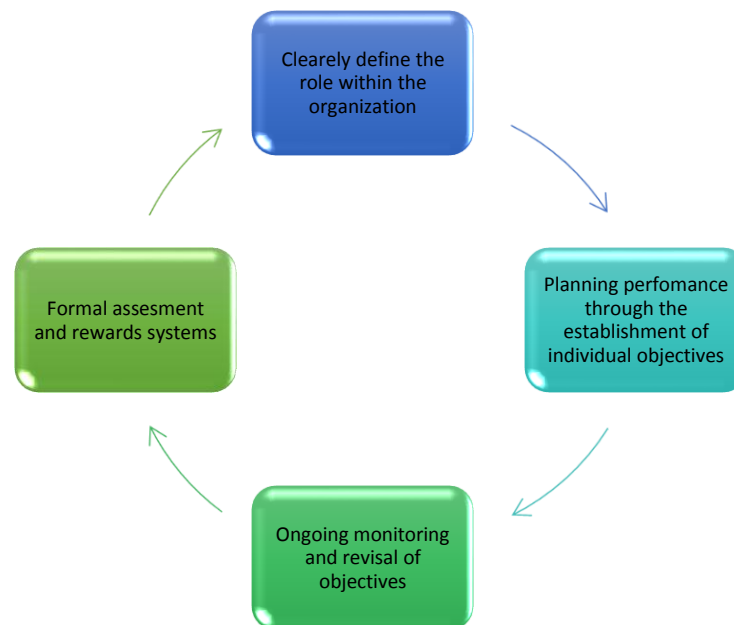 Clearely define the
role within the
organization
Planning perfomance
through the
establishment of
individual objectives
Ongoing monitoring
and revisal of
objectives
Formal assesment
and rewards systems